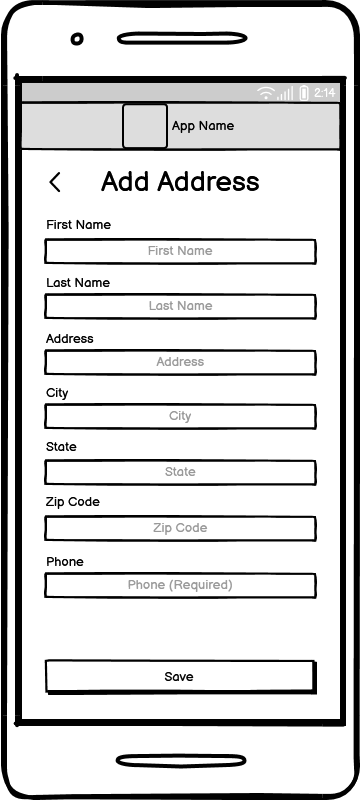 2:14
App Name
Add Address
First Name
First Name
Last Name
Last Name
Address
Address
City
City
State
State
Zip Code
Zip Code
Phone
Phone (Required)
Save